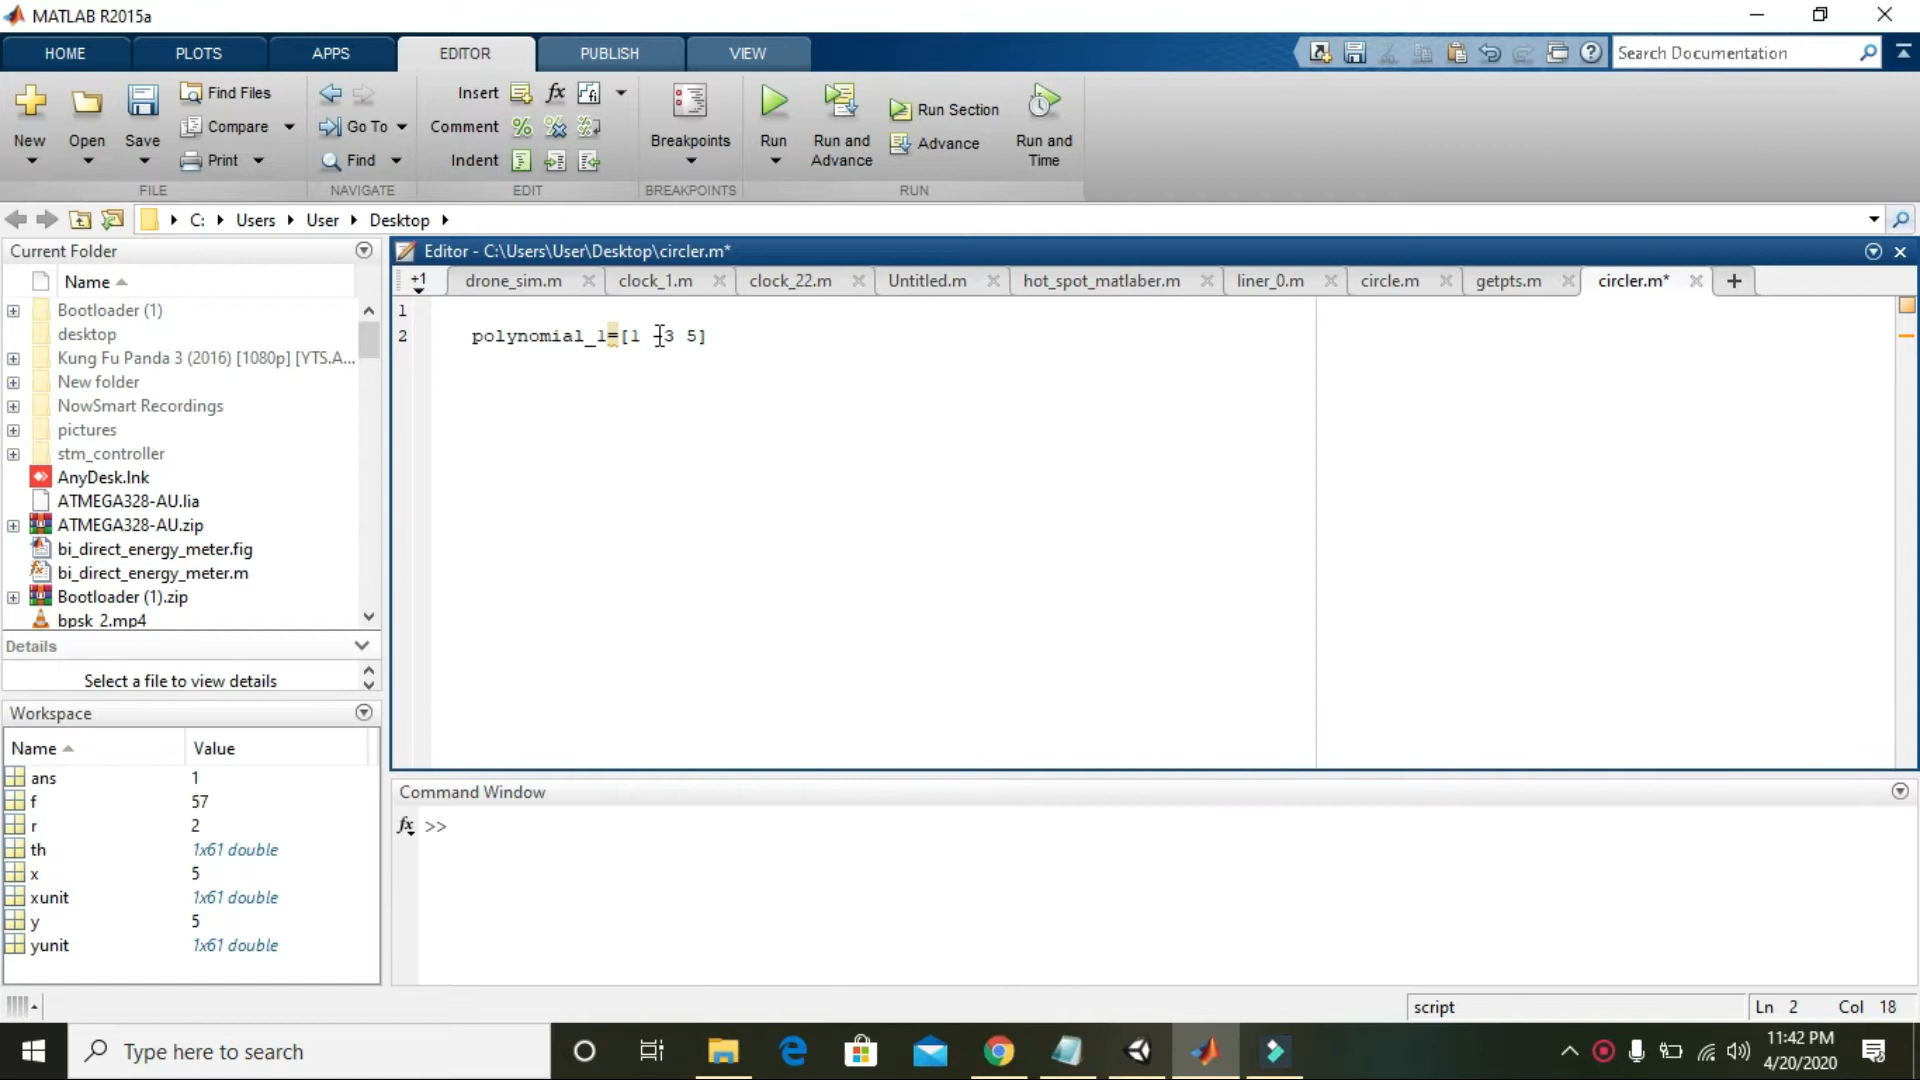 MATLAB R2015a
HOME PLOTS APPS EDITOR PUBLISH VIEW
Search Documentation
New
Open
Save
Find Files
Compare
Print
FILE
Go To
Find
NAVIGATE
Insert
Comment
Indent
EDIT
Breakpoints
BREAKPOINTS
Run
Run and Advance
Run Section
Advance
Run and Time
RUN
C: Users User Desktop
Current Folder
Name
Bootloader (1)
desktop
Kung Fu Panda 3 (2016) [1080p] [YTS.A...
New folder
NowSmart Recordings
pictures
stm_controller
AnyDesk.lnk
ATMEGA328-AU.lia
ATMEGA328-AU.zip
bi_direct_energy_meter.fig
bi_direct_energy_meter.m
Bootloader (1).zip
bpsk_2.mp4
Details
Select a file to view details
Workspace
Name Value
ans 1
f 57
r 2
th 1x61 double
x 5
xunit 1x61 double
y 5
yunit 1x61 double
Editor - C:\Users\User\Desktop\circler.m*
+1 drone_sim.m clock_1.m clock_22.m Untitled.m hot_spot_matlaber.m liner_0.m circle.m getpts.m circler.m*
1
2 polynomial_1=[1 -3 5]
Command Window
fx >>
script Ln 2 Col 18
Type here to search
11:42 PM
4/20/2020